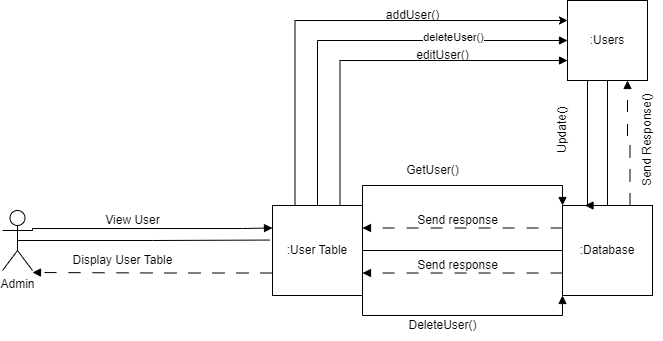 addUser()
deleteUser()
editUser()
:Users
Update()
Send Response()
GetUser()
View User
Send response
:User Table
:Database
Display User Table
Send response
Admin
DeleteUser()